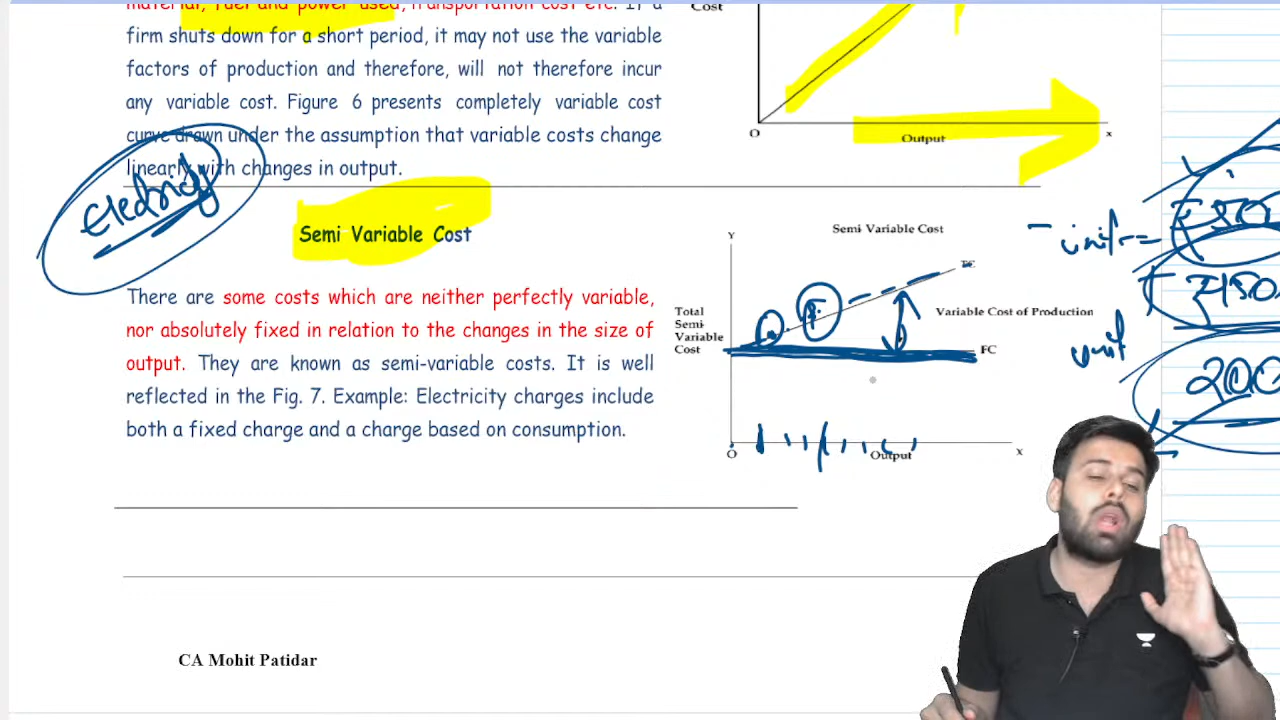 material, fuel and power used, transportation cost etc. If a
firm shuts down for a short period, it may not use the variable
factors of production and therefore, will not therefore incur
any variable cost. Figure 6 presents completely variable cost
curve drawn under the assumption that variable costs change
linearly with changes in output.
Cost
O
Output
x
Electricity
Semi Variable Cost
There are some costs which are neither perfectly variable,
nor absolutely fixed in relation to the changes in the size of
output. They are known as semi-variable costs. It is well
reflected in the Fig. 7. Example: Electricity charges include
both a fixed charge and a charge based on consumption.
Semi Variable Cost
Y
TC
Total
Semi
Variable
Cost
Variable Cost of Production
FC
O
Output
x
unit
unit
200
CA Mohit Patidar